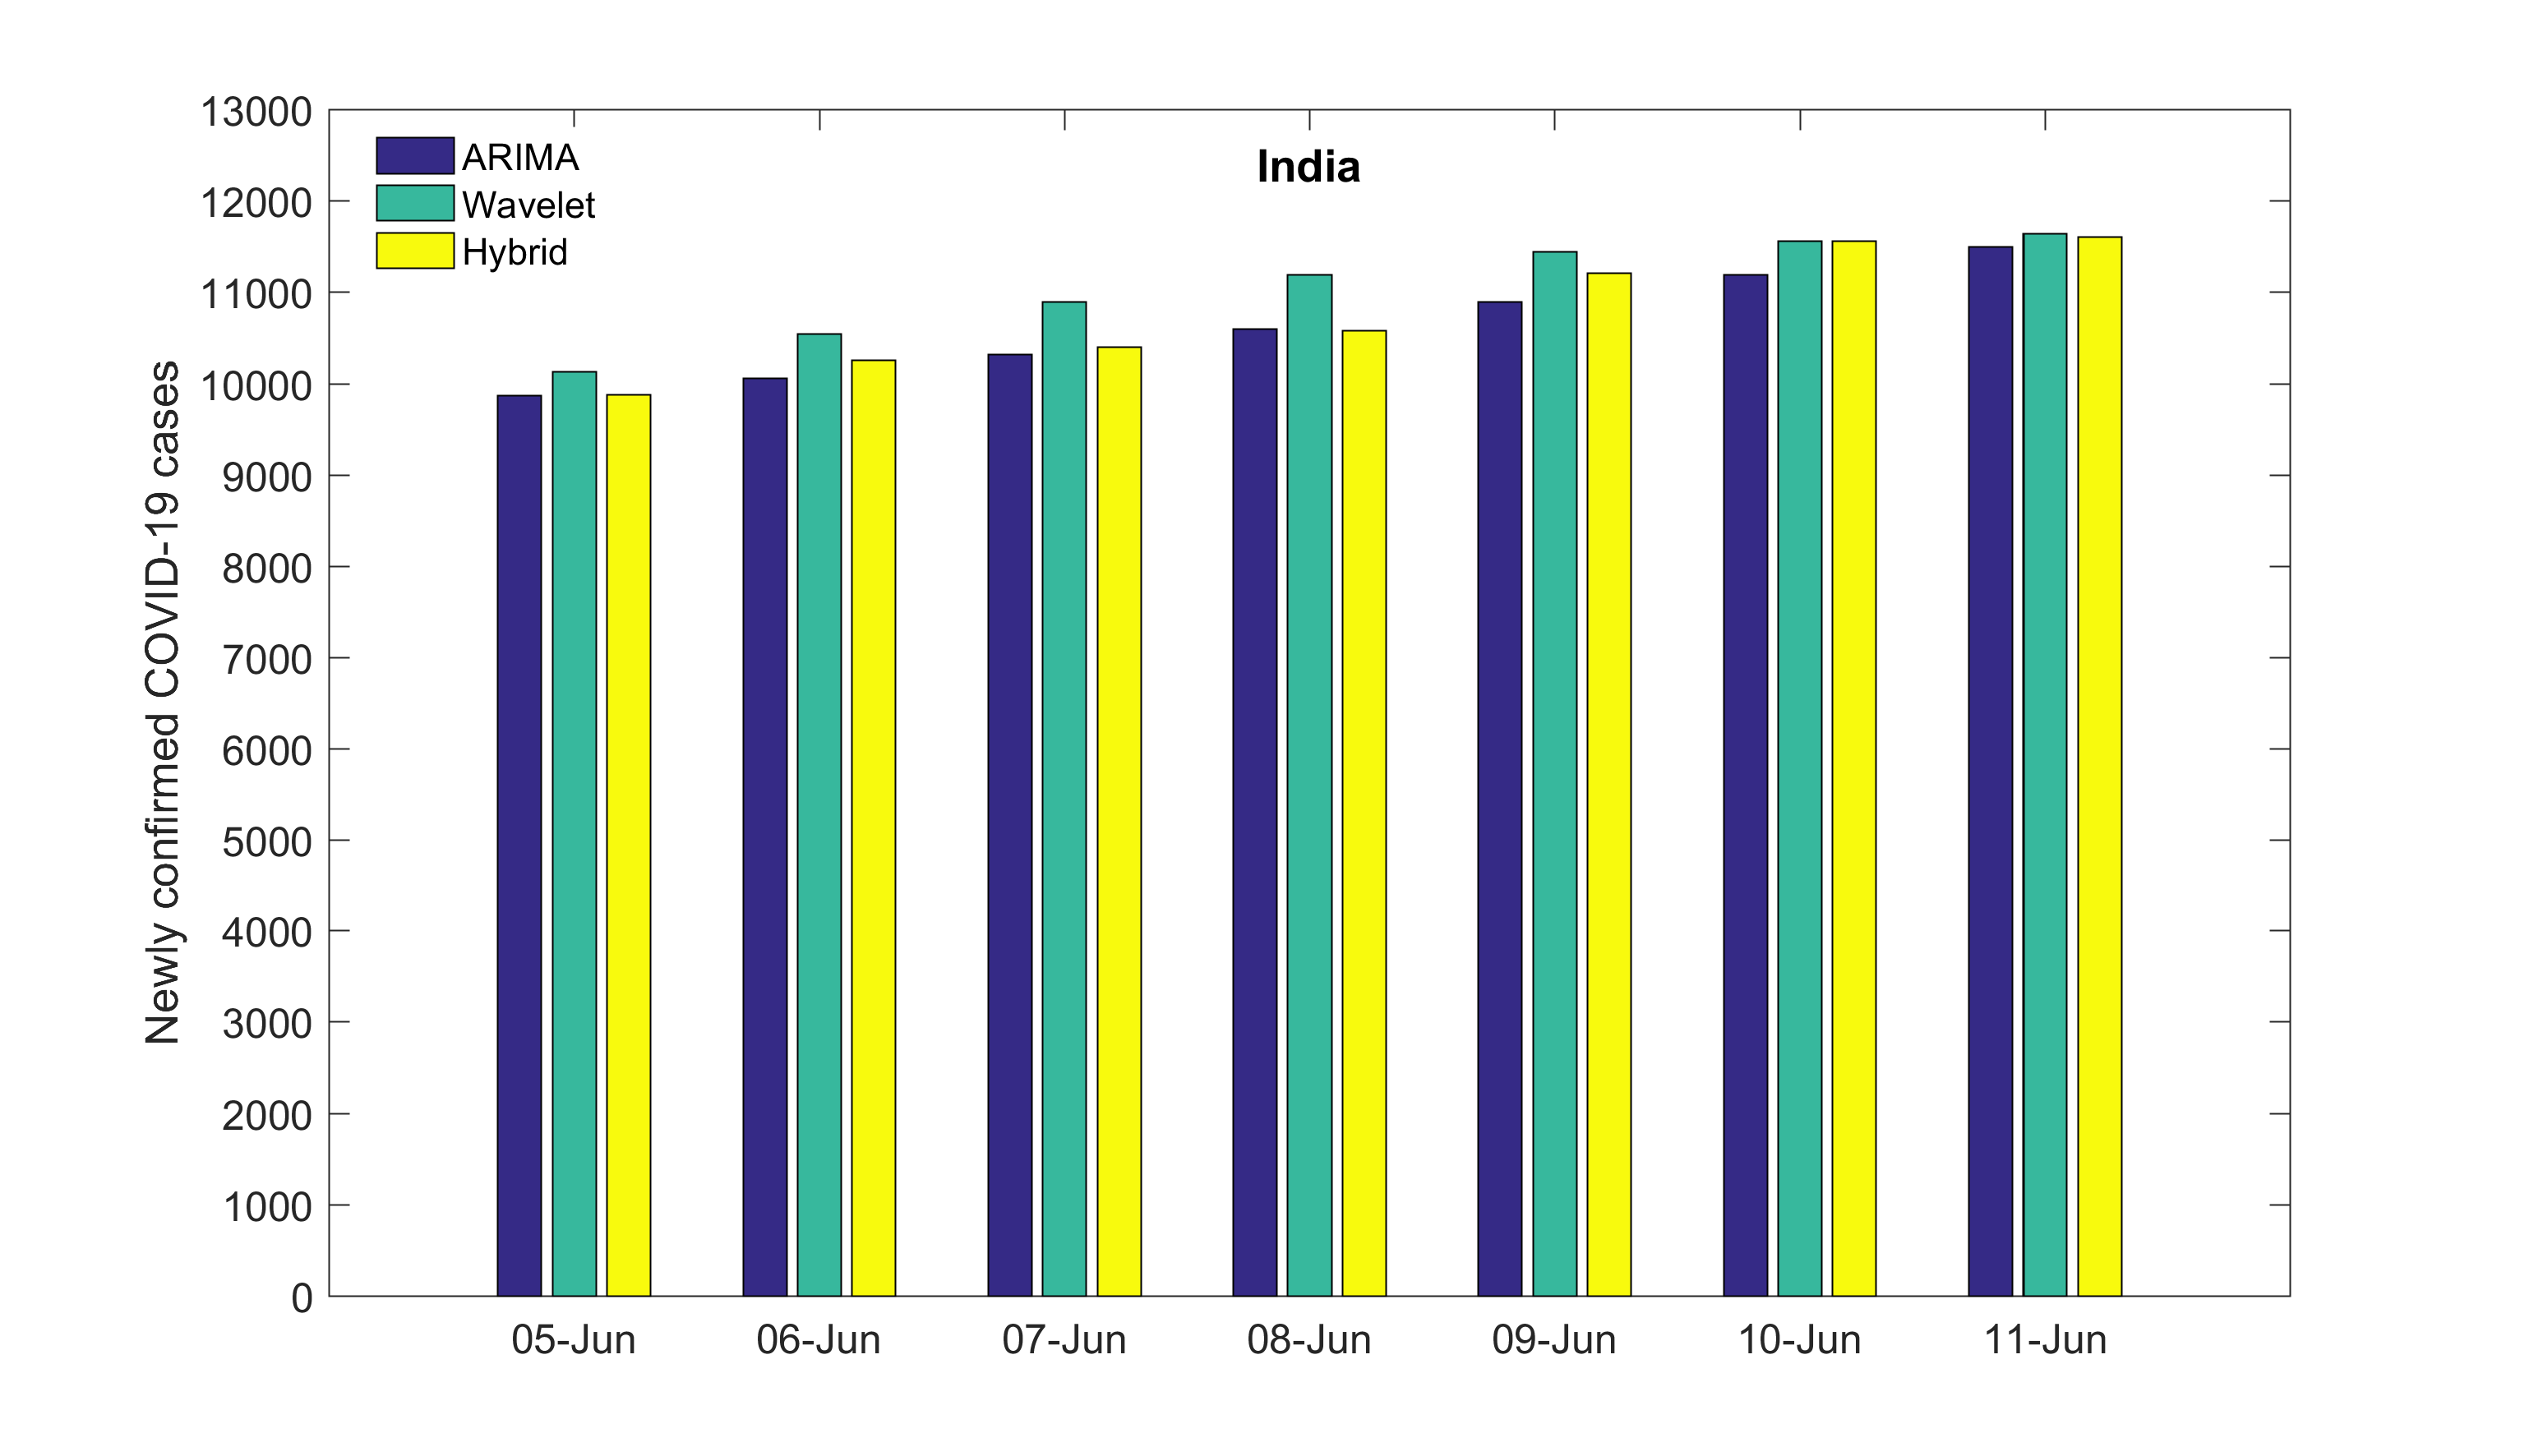 India
ARIMA
Wavelet
Hybrid
Newly confirmed COVID-19 cases
13000
12000
11000
10000
9000
8000
7000
6000
5000
4000
3000
2000
1000
0
05-Jun 06-Jun 07-Jun 08-Jun 09-Jun 10-Jun 11-Jun